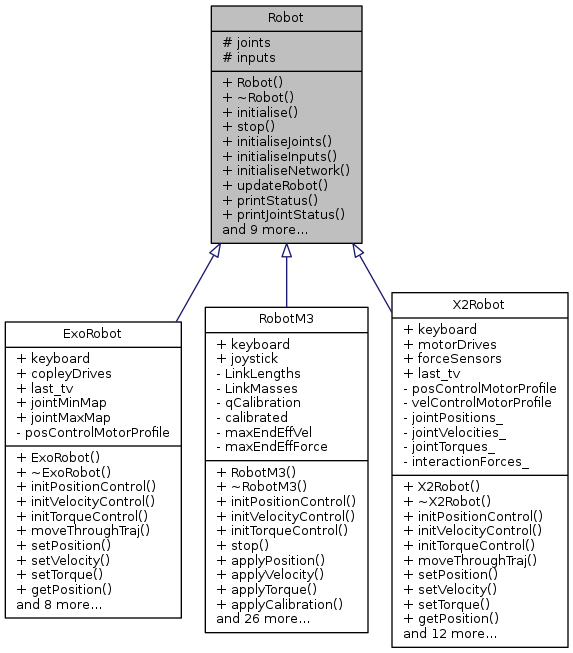 Robot
# joints
# inputs
+ Robot()
+ ~Robot()
+ initialise()
+ stop()
+ initialiseJoints()
+ initialiseInputs()
+ initialiseNetwork()
+ updateRobot()
+ printStatus()
+ printJointStatus()
and 9 more...
ExoRobot
+ keyboard
+ copleyDrives
+ last_tv
+ jointMinMap
+ jointMaxMap
- posControlMotorProfile
+ ExoRobot()
+ ~ExoRobot()
+ initPositionControl()
+ initVelocityControl()
+ initTorqueControl()
+ moveThroughTraj()
+ setPosition()
+ setVelocity()
+ setTorque()
+ getPosition()
and 8 more...
RobotM3
+ keyboard
+ joystick
- LinkLengths
- LinkMasses
- qCalibration
- calibrated
- maxEndEffVel
- maxEndEffForce
+ RobotM3()
+ ~RobotM3()
+ initPositionControl()
+ initVelocityControl()
+ initTorqueControl()
+ stop()
+ applyPosition()
+ applyVelocity()
+ applyTorque()
+ applyCalibration()
and 26 more...
X2Robot
+ keyboard
+ motorDrives
+ forceSensors
+ last_tv
- posControlMotorProfile
- velControlMotorProfile
- jointPositions_
- jointVelocities_
- jointTorques_
- interactionForces_
+ X2Robot()
+ ~X2Robot()
+ initPositionControl()
+ initVelocityControl()
+ initTorqueControl()
+ moveThroughTraj()
+ setPosition()
+ setVelocity()
+ setTorque()
+ getPosition()
and 12 more...